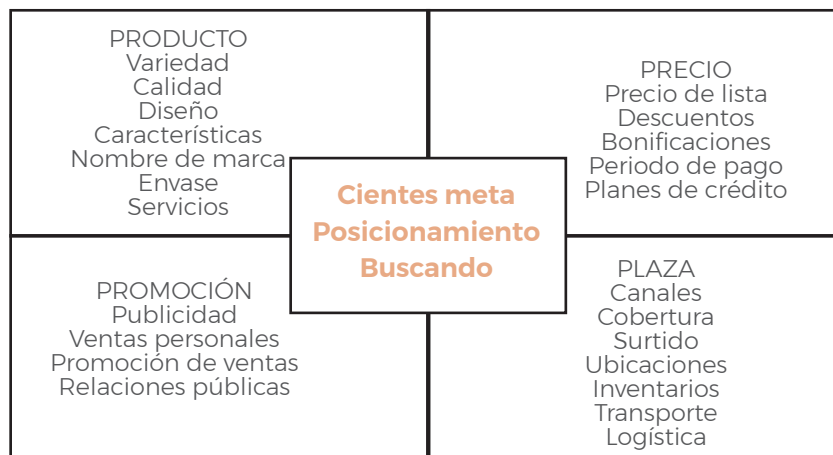 PRODUCTO
Variedad
Calidad
Diseño
Características
Nombre de marca
Envase
Servicios
PRECIO
Precio de lista
Descuentos
Bonificaciones
Periodo de pago
Planes de crédito
Cientes meta
Posicionamiento
Buscando
PROMOCIÓN
Publicidad
Ventas personales
Promoción de ventas
Relaciones públicas
PLAZA
Canales
Cobertura
Surtido
Ubicaciones
Inventarios
Transporte
Logística